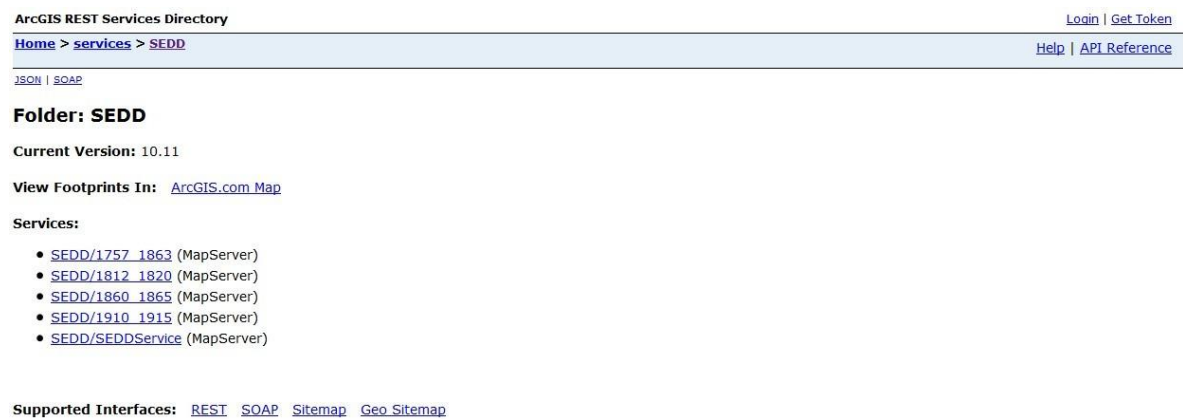 ArcGIS REST Services Directory
Login | Get Token
Home > services > SEDD
Help | API Reference
JSON | SOAP
Folder: SEDD
Current Version: 10.11
View Footprints In: ArcGIS.com Map
Services:
• SEDD/1757_1863 (MapServer)
• SEDD/1812_1820 (MapServer)
• SEDD/1860_1865 (MapServer)
• SEDD/1910_1915 (MapServer)
• SEDD/SEDDService (MapServer)
Supported Interfaces: REST SOAP Sitemap Geo Sitemap